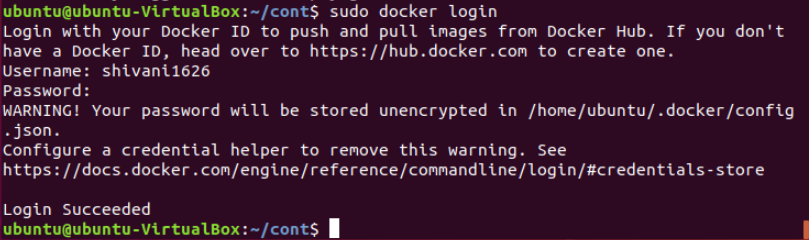 ubuntu@ubuntu-VirtualBox:~/cont$ sudo docker login
Login with your Docker ID to push and pull images from Docker Hub. If you don't
have a Docker ID, head over to https://hub.docker.com to create one.
Username: shivani1626
Password:
WARNING! Your password will be stored unencrypted in /home/ubuntu/.docker/config
.json.
Configure a credential helper to remove this warning. See
https://docs.docker.com/engine/reference/commandline/login/#credentials-store
Login Succeeded
ubuntu@ubuntu-VirtualBox:~/cont$